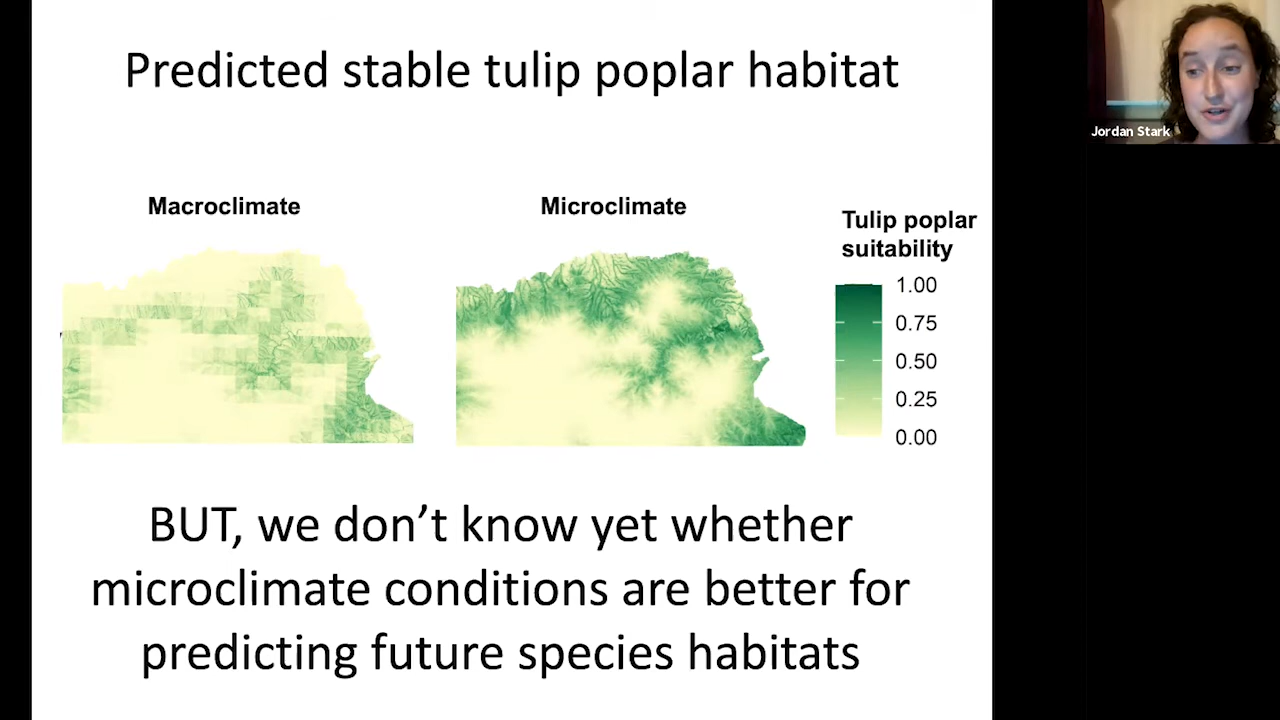 Predicted stable tulip poplar habitat
Jordan Stark
Macroclimate
Microclimate
Tulip poplar
suitability
1.00
0.75
0.50
0.25
0.00
BUT, we don’t know yet whether
microclimate conditions are better for
predicting future species habitats